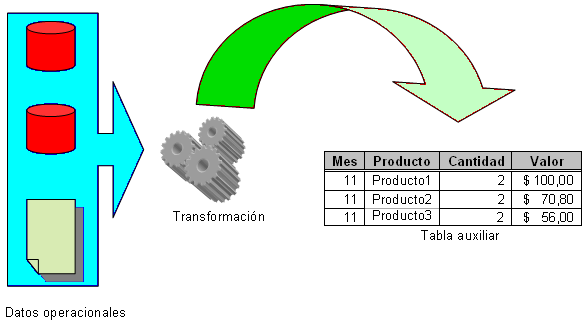 Transformación
Mes Producto Cantidad Valor
11 Producto1 2 $ 100,00
11 Producto2 2 $ 70,80
11 Producto3 2 $ 56,00
Tabla auxiliar
Datos operacionales